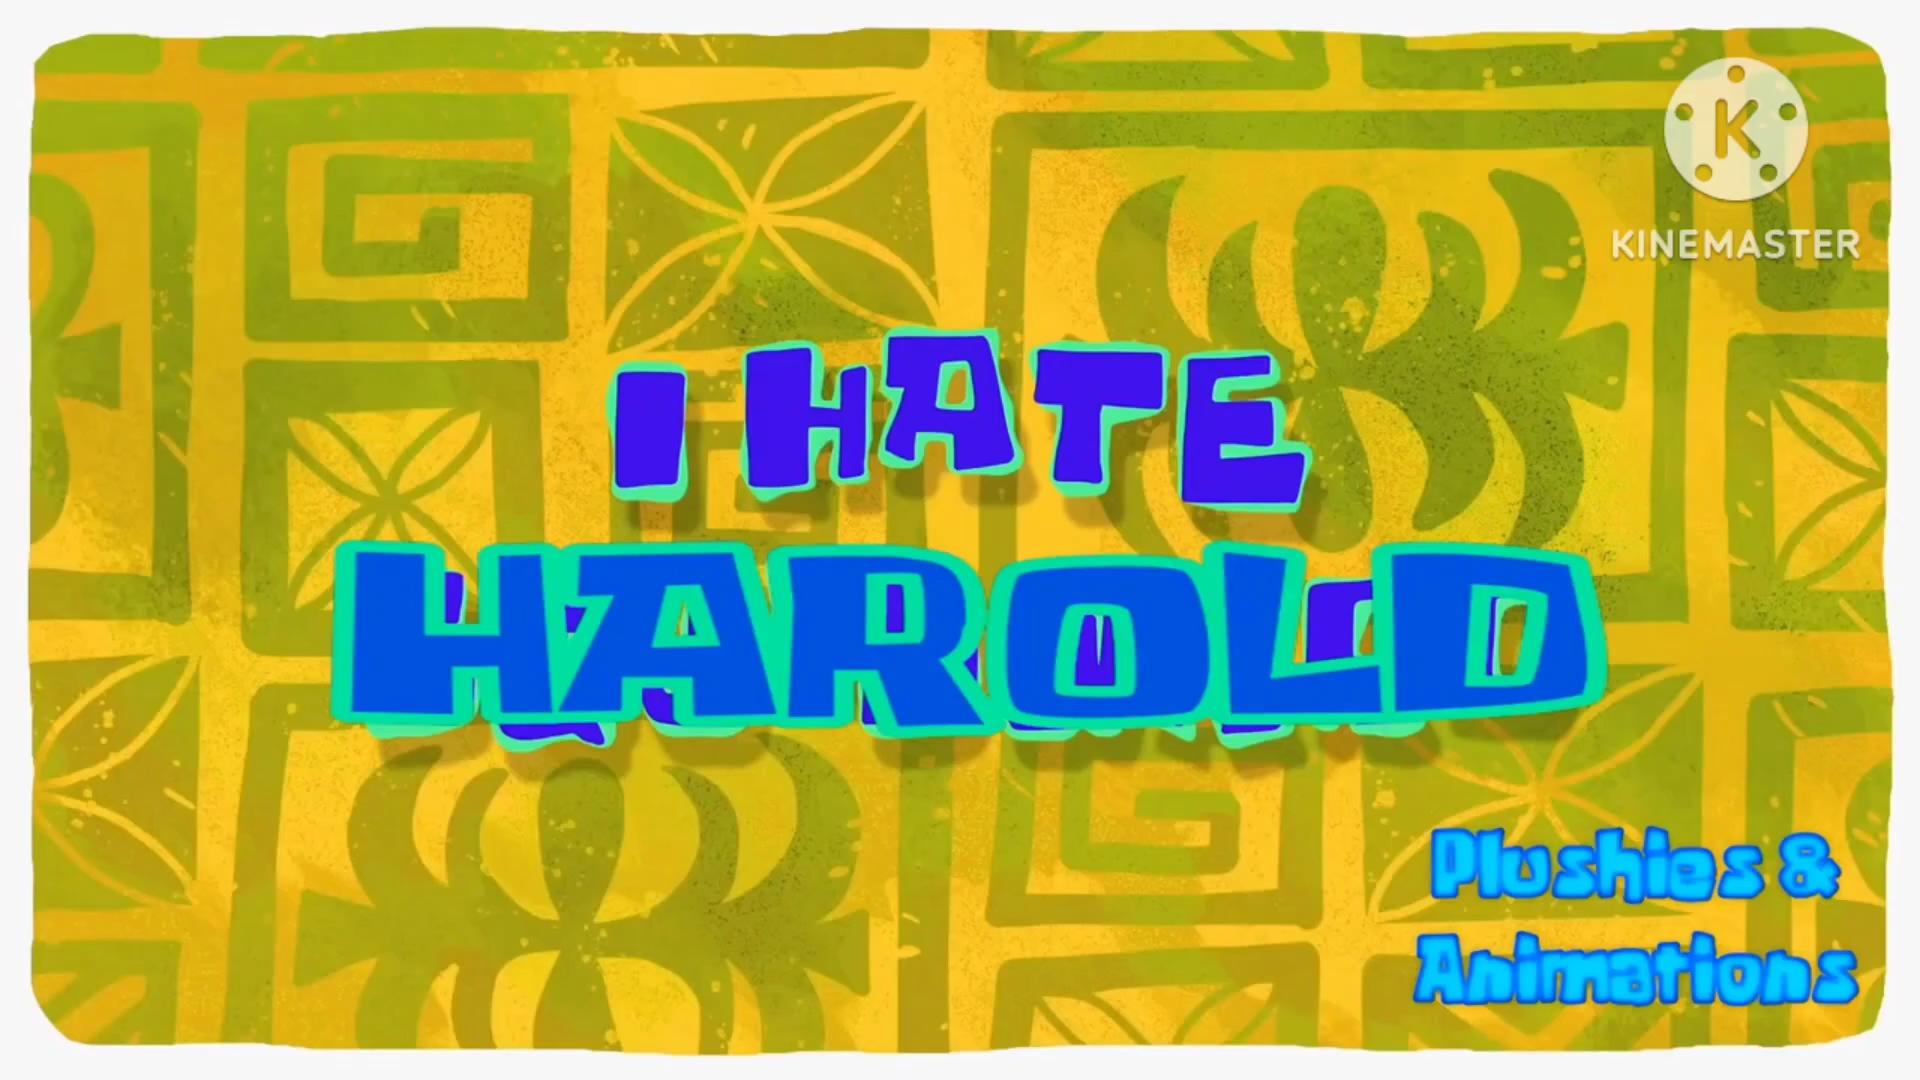 K
KINEMASTER
I HATE
HAROLD
Plushies &
Animations